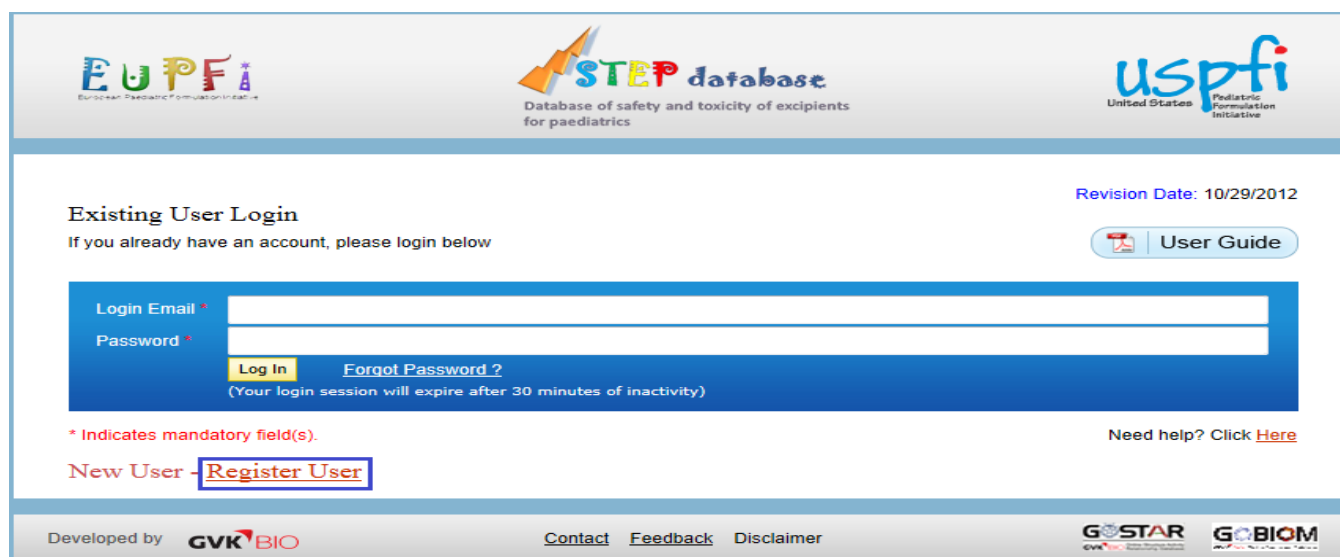 EUPFi
European Paediatric Formulation Initiative
STEP database
Database of safety and toxicity of excipients
for paediatrics
uspfi
United States
Pediatric
Formulation
Initiative
Revision Date: 10/29/2012
Existing User Login
If you already have an account, please login below
User Guide
Login Email *
Password *
Log In Forgot Password ?
(Your login session will expire after 30 minutes of inactivity)
* Indicates mandatory field(s).
Need help? Click Here
New User - Register User
Developed by GVK BIO
Contact Feedback Disclaimer
GOSTAR
GOBIOM